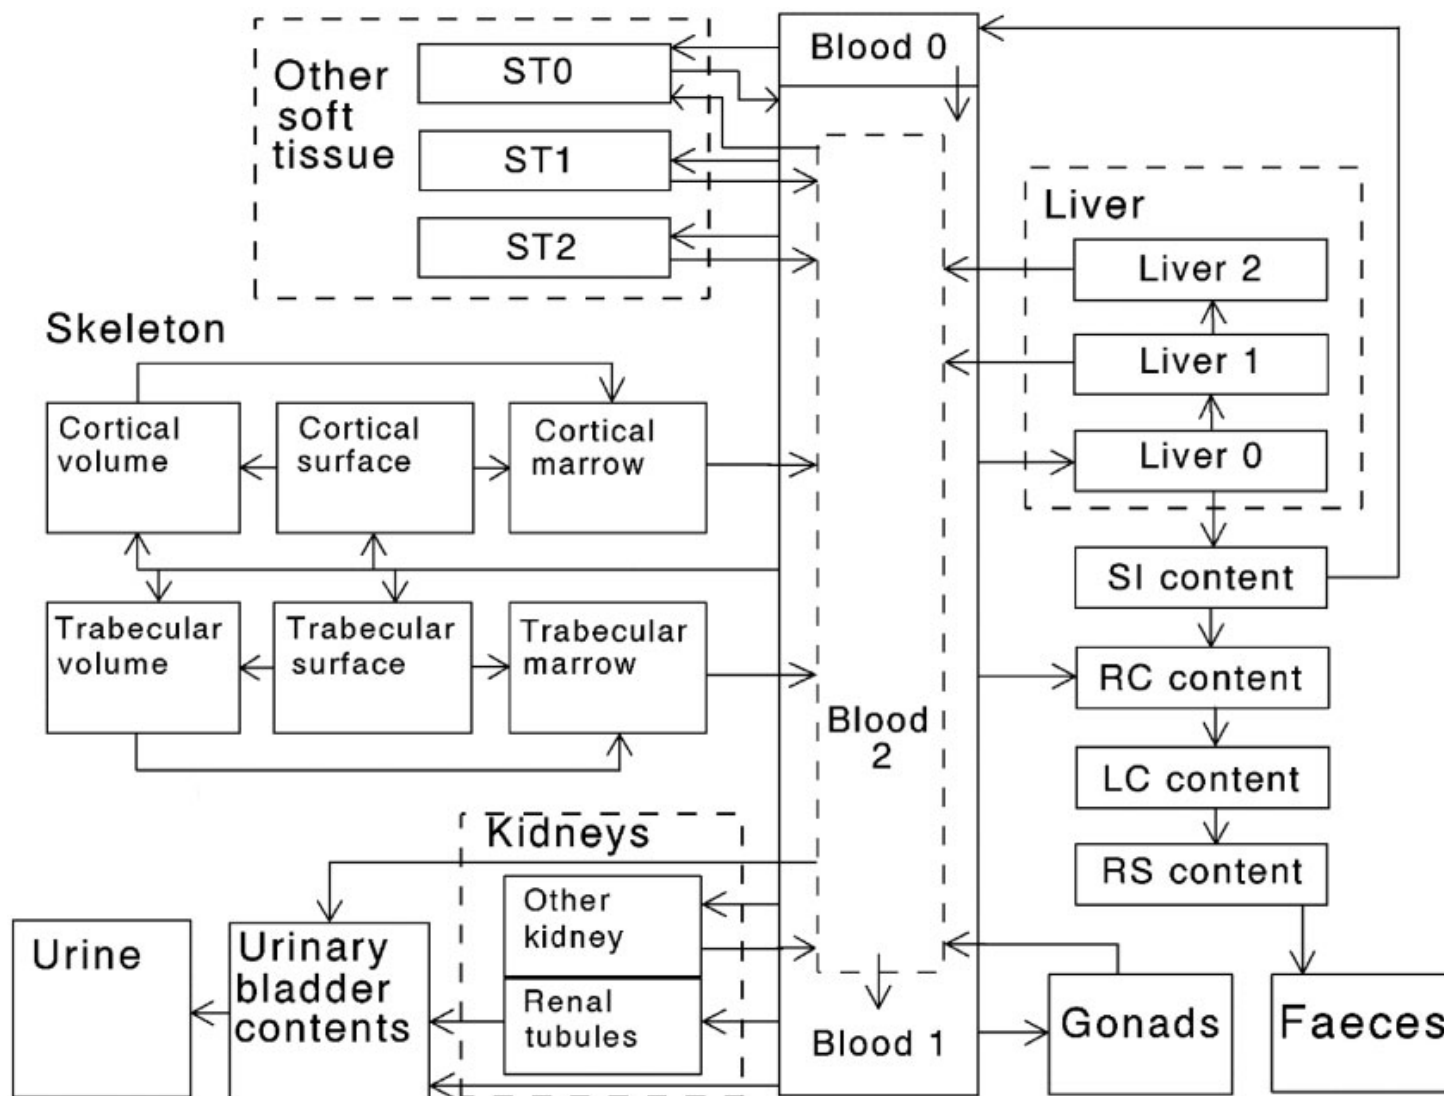 Blood 0
Other
soft
tissue
ST0
ST1
ST2
Liver
Liver 2
Liver 1
Liver 0
Skeleton
Cortical
volume
Cortical
surface
Cortical
marrow
SI content
Trabecular
volume
Trabecular
surface
Trabecular
marrow
RC content
Blood
2
LC content
RS content
Kidneys
Other
kidney
Urine
Urinary
bladder
contents
Renal
tubules
Blood 1
Gonads
Faeces